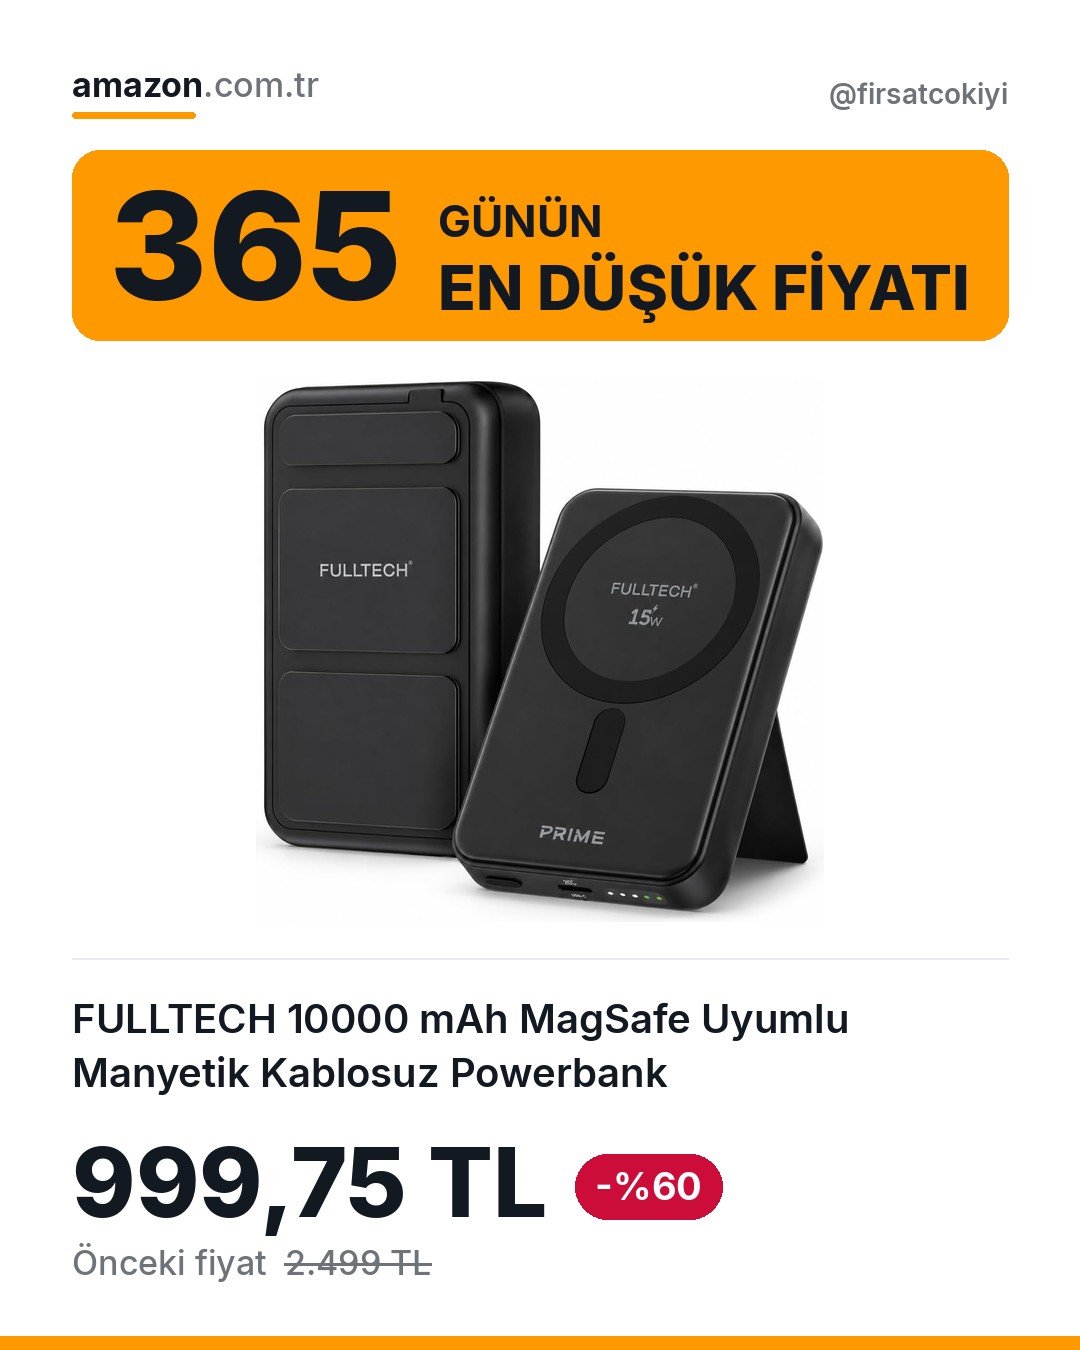 amazon.com.tr
@firsatcokiyi
365
GÜNÜN
EN DÜŞÜK FİYATI
FULLTECH®
FULLTECH®
15W
PRIME
FULLTECH 10000 mAh MagSafe Uyumlu
Manyetik Kablosuz Powerbank
999,75 TL
-%60
Önceki fiyat 2.499 TL